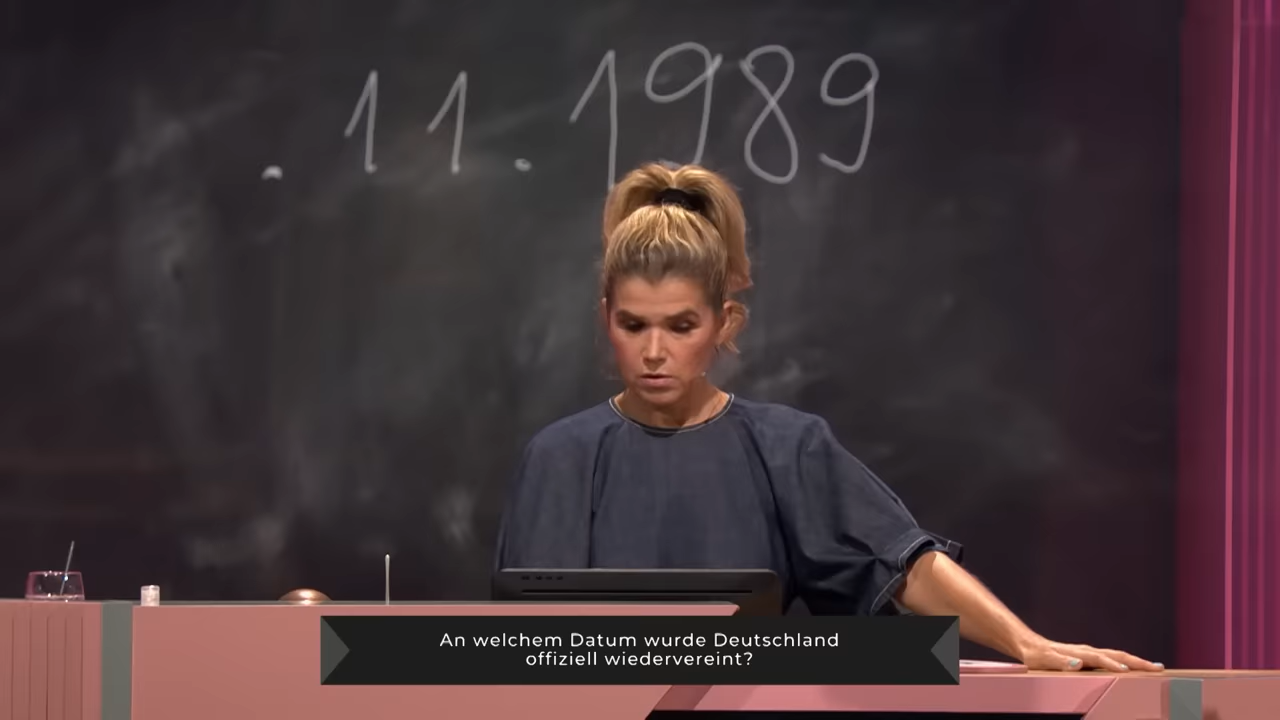 . 11. 1989
An welchem Datum wurde Deutschland
offiziell wiedervereint?